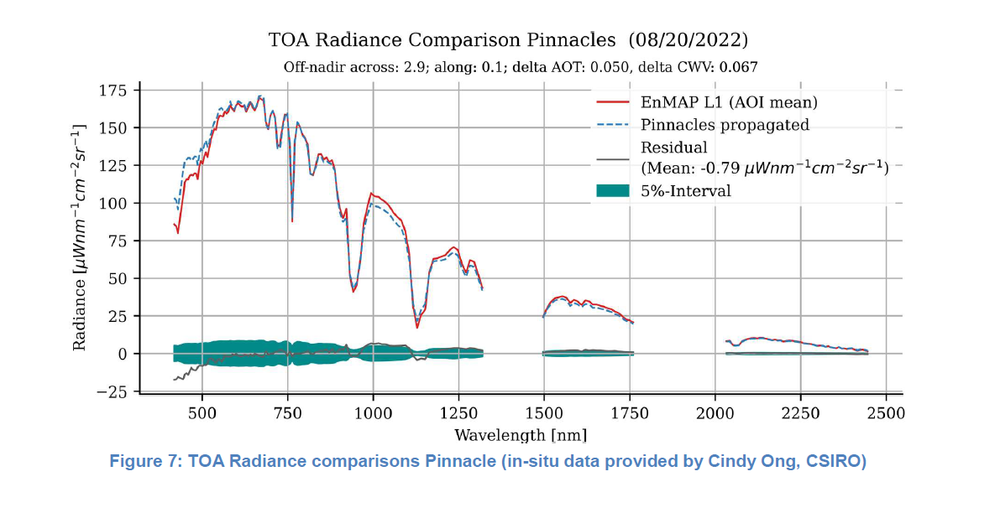 TOA Radiance Comparison Pinnacles (08/20/2022)
Off-nadir across: 2.9; along: 0.1; delta AOT: 0.050, delta CWV: 0.067
Radiance [μWnm⁻¹cm⁻²sr⁻¹]
175
150
125
100
75
50
25
0
−25
EnMAP L1 (AOI mean)
Pinnacles propagated
Residual
(Mean: -0.79 μWnm⁻¹cm⁻²sr⁻¹)
5%-Interval
500 750 1000 1250 1500 1750 2000 2250 2500
Wavelength [nm]
Figure 7: TOA Radiance comparisons Pinnacle (in-situ data provided by Cindy Ong, CSIRO)